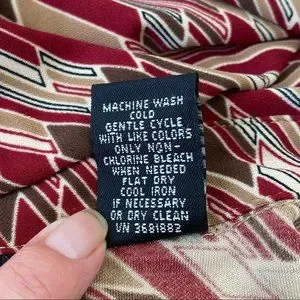 MACHINE WASH
COLD
GENTLE CYCLE
WITH LIKE COLORS
ONLY NON-
CHLORINE BLEACH
WHEN NEEDED
FLAT DRY
COOL IRON
IF NECESSARY
OR DRY CLEAN
VN 3681882